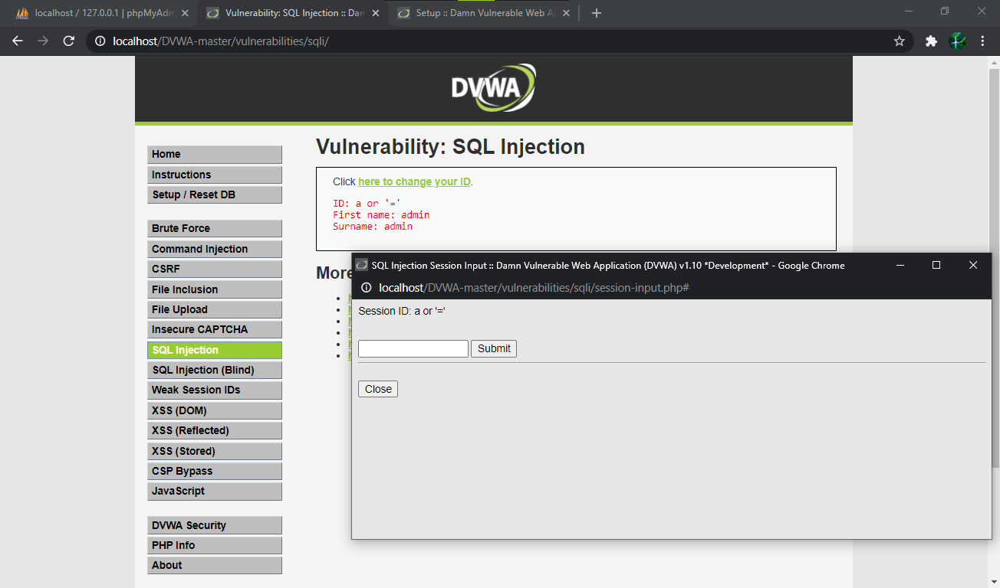 localhost / 127.0.0.1 | phpMyAdm
Vulnerability: SQL Injection :: Dam
Setup :: Damn Vulnerable Web Ap
localhost/DVWA-master/vulnerabilities/sqli/
DVWA
Home
Instructions
Setup / Reset DB
Brute Force
Command Injection
CSRF
File Inclusion
File Upload
Insecure CAPTCHA
SQL Injection
SQL Injection (Blind)
Weak Session IDs
XSS (DOM)
XSS (Reflected)
XSS (Stored)
CSP Bypass
JavaScript
DVWA Security
PHP Info
About
Vulnerability: SQL Injection
Click here to change your ID.
ID: a or '='
First name: admin
Surname: admin
More
SQL Injection Session Input :: Damn Vulnerable Web Application (DVWA) v1.10 *Development* - Google Chrome
localhost/DVWA-master/vulnerabilities/sqli/session-input.php#
Session ID: a or '='
Submit
Close